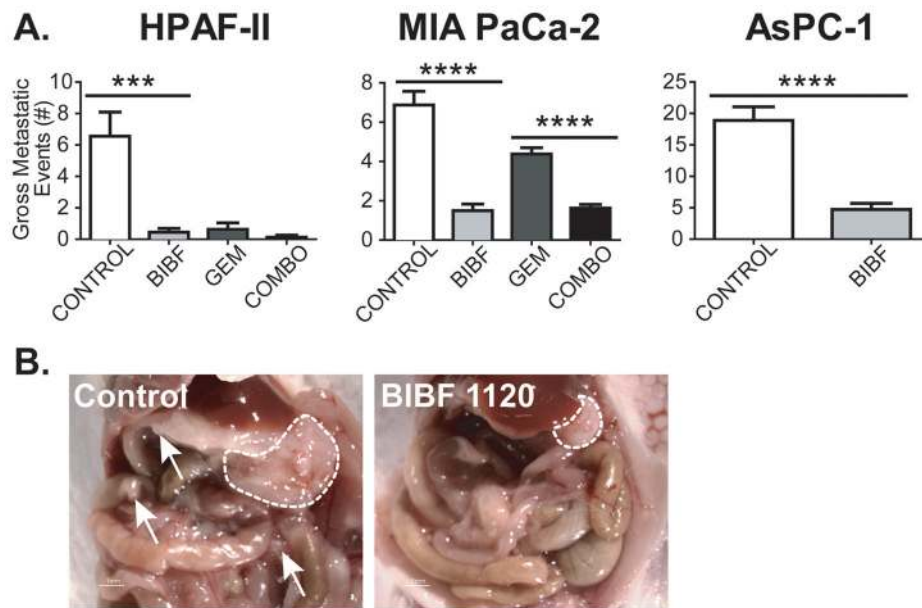 A.
HPAF-II
MIA PaCa-2
AsPC-1
Gross Metastatic
Events (#)
10
8
6
4
2
0
***
CONTROL
BIBF
GEM
COMBO
8
6
4
2
0
****
****
CONTROL
BIBF
GEM
COMBO
25
20
15
10
5
0
****
CONTROL
BIBF
B.
Control
BIBF 1120